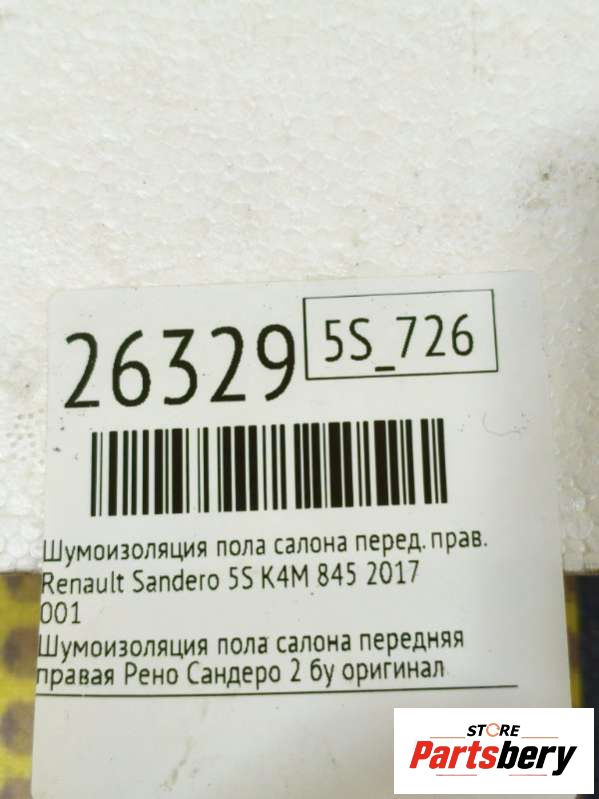 26329
5S_726
Шумоизоляция пола салона перед. прав.
Renault Sandero 5S K4M 845 2017
001
Шумоизоляция пола салона передняя
правая Рено Сандеро 2 бу оригинал
STORE
Partsbery